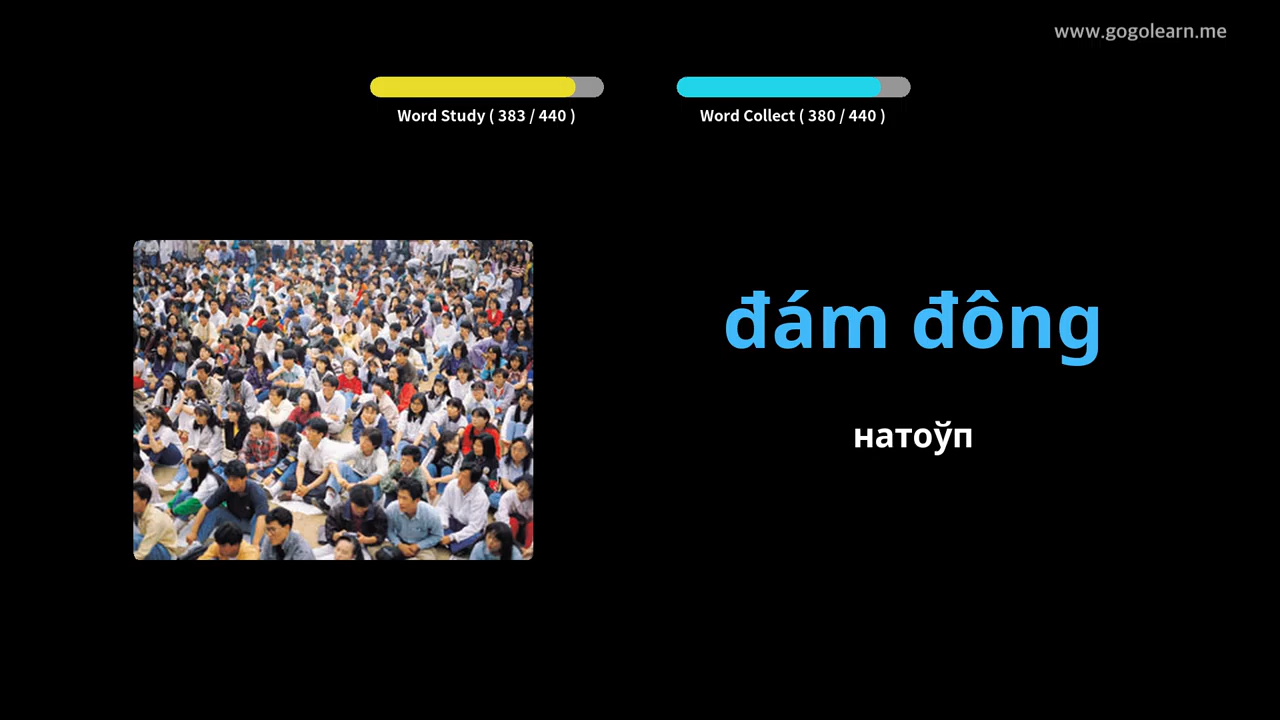 www.gogolearn.me
Word Study ( 383 / 440 )
Word Collect ( 380 / 440 )
đám đông
натоўп